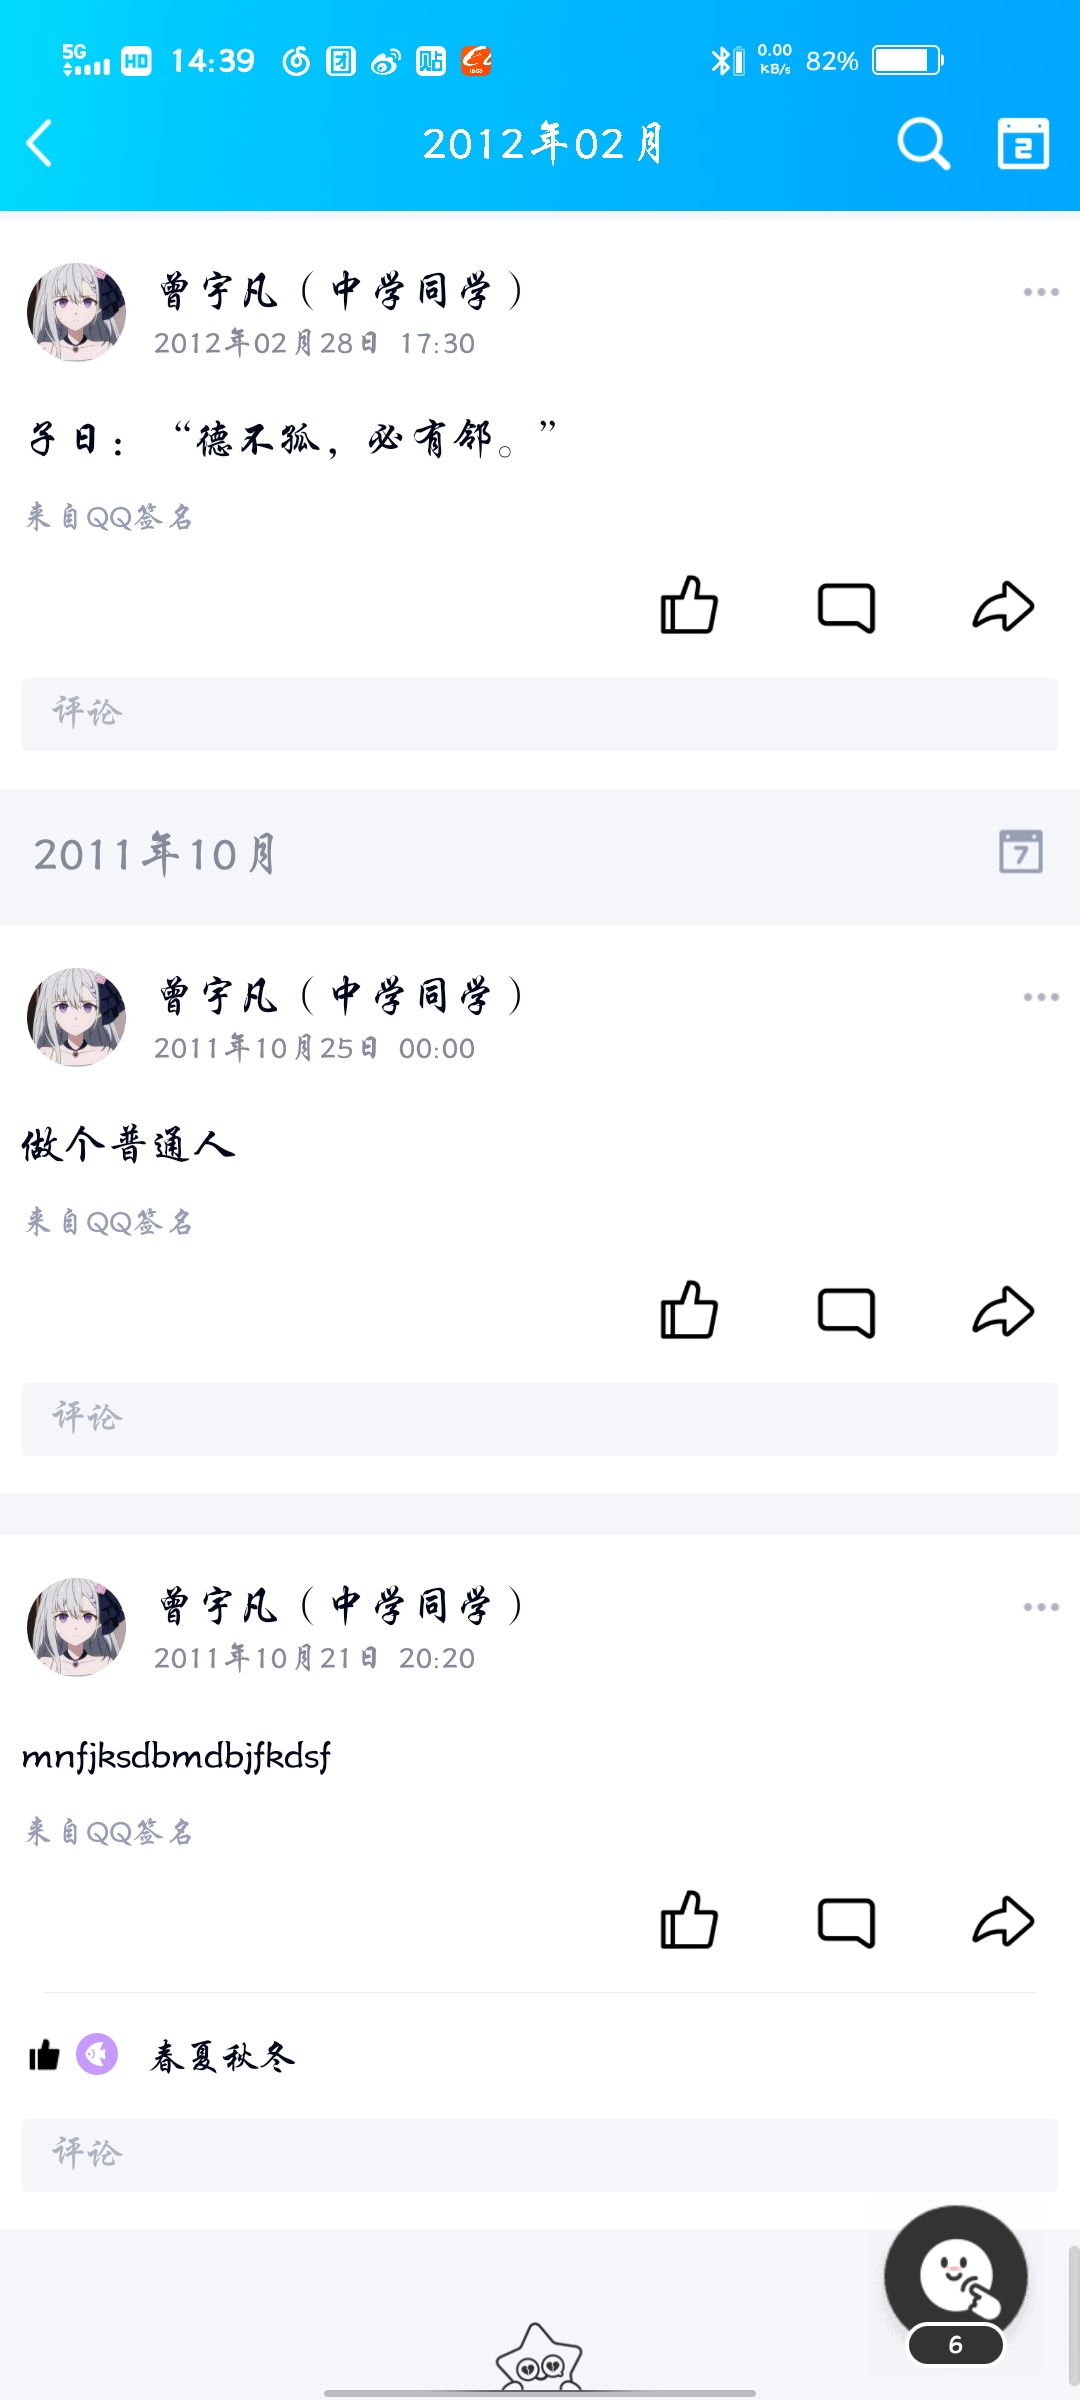 5G HD 14:39 团 贴 1688 0.00 KB/s 82%
2012年02月 2
曾宇凡（中学同学）
2012年02月28日 17:30
子曰：“德不孤，必有邻。”
来自QQ签名
评论
2011年10月 7
曾宇凡（中学同学）
2011年10月25日 00:00
做个普通人
来自QQ签名
评论
曾宇凡（中学同学）
2011年10月21日 20:20
mnfjksdbmdbjfkdsf
来自QQ签名
春夏秋冬
评论
6